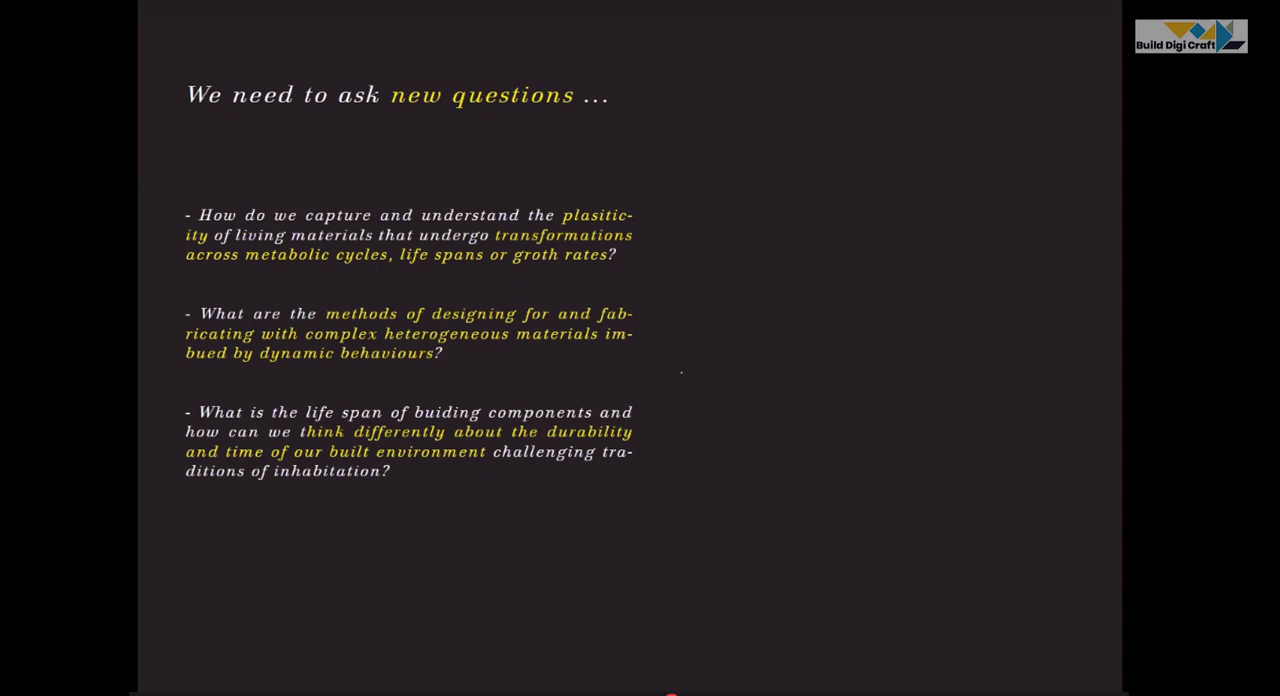 Build Digi Craft
We need to ask new questions ...
- How do we capture and understand the plasitic-
ity of living materials that undergo transformations
across metabolic cycles, life spans or groth rates?
- What are the methods of designing for and fab-
ricating with complex heterogeneous materials im-
bued by dynamic behaviours?
- What is the life span of buiding components and
how can we think differently about the durability
and time of our built environment challenging tra-
ditions of inhabitation?